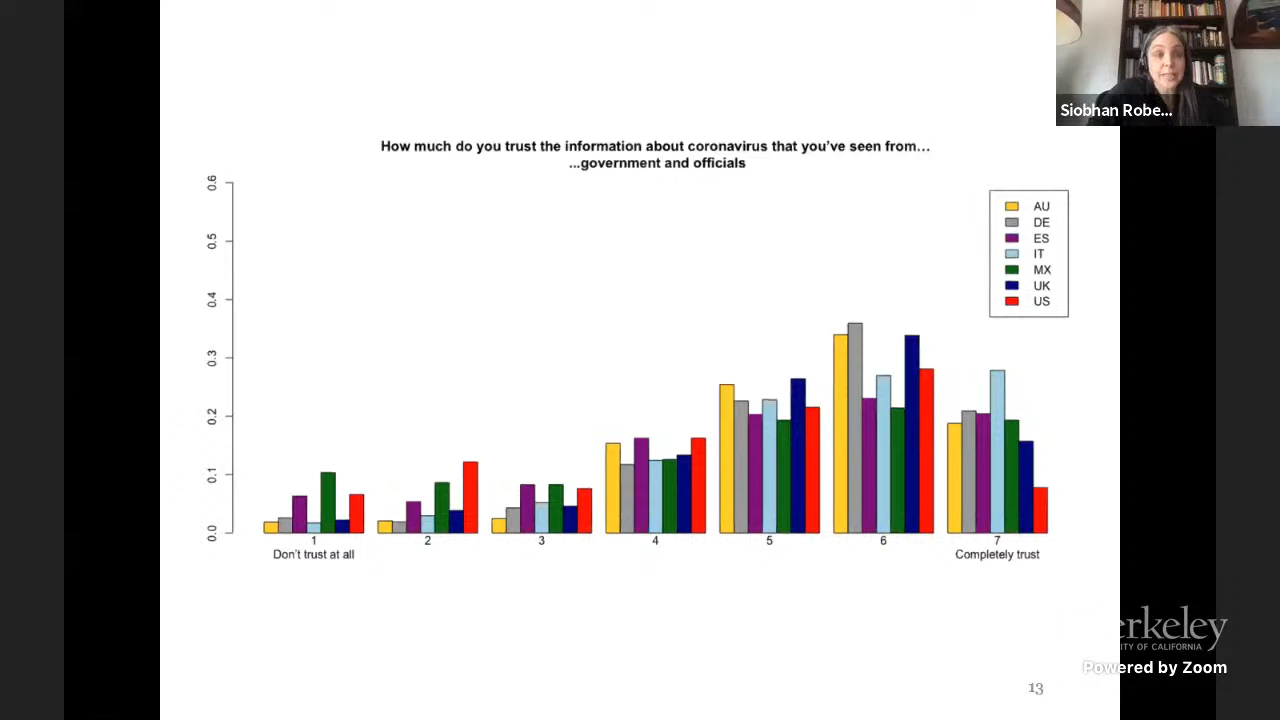 Siobhan Robe...
How much do you trust the information about coronavirus that you've seen from...
...government and officials
0.6
0.5
0.4
0.3
0.2
0.1
0.0
AU
DE
ES
IT
MX
UK
US
1 2 3 4 5 6 7
Don't trust at all Completely trust
erkeley
ITY OF CALIFORNIA
Powered by Zoom
13